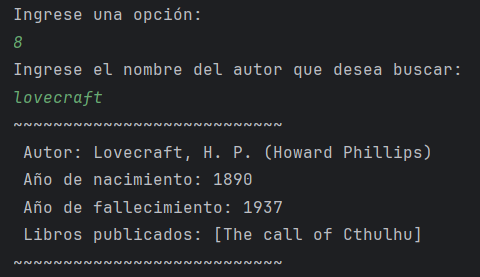 Ingrese una opción:
8
Ingrese el nombre del autor que desea buscar:
lovecraft
~~~~~~~~~~~~~~~~~~~~~~~~~~~
Autor: Lovecraft, H. P. (Howard Phillips)
Año de nacimiento: 1890
Año de fallecimiento: 1937
Libros publicados: [The call of Cthulhu]
~~~~~~~~~~~~~~~~~~~~~~~~~~~